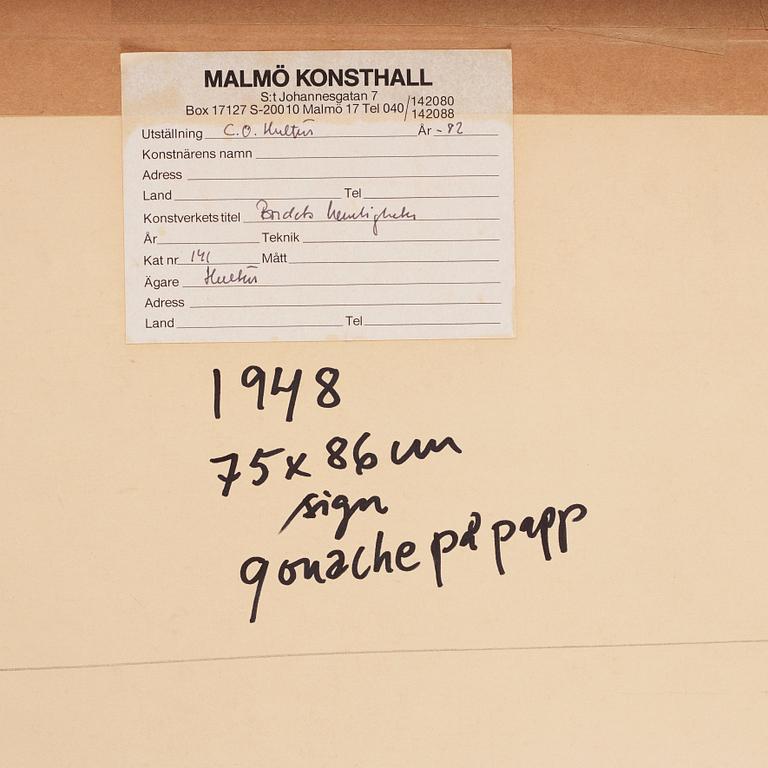 MALMÖ KONSTHALL
S:t Johannesgatan 7
Box 17127 S-20010 Malmö 17 Tel 040/142080
142088
Utställning C.O. Hultén År -82
Konstnärens namn
Adress
Land Tel
Konstverkets titel Bordets hemligheter
År Teknik
Kat nr 141 Mått
Ägare Hultén
Adress
Land Tel
1948
75 x 86 cm
sign
gouache på papp